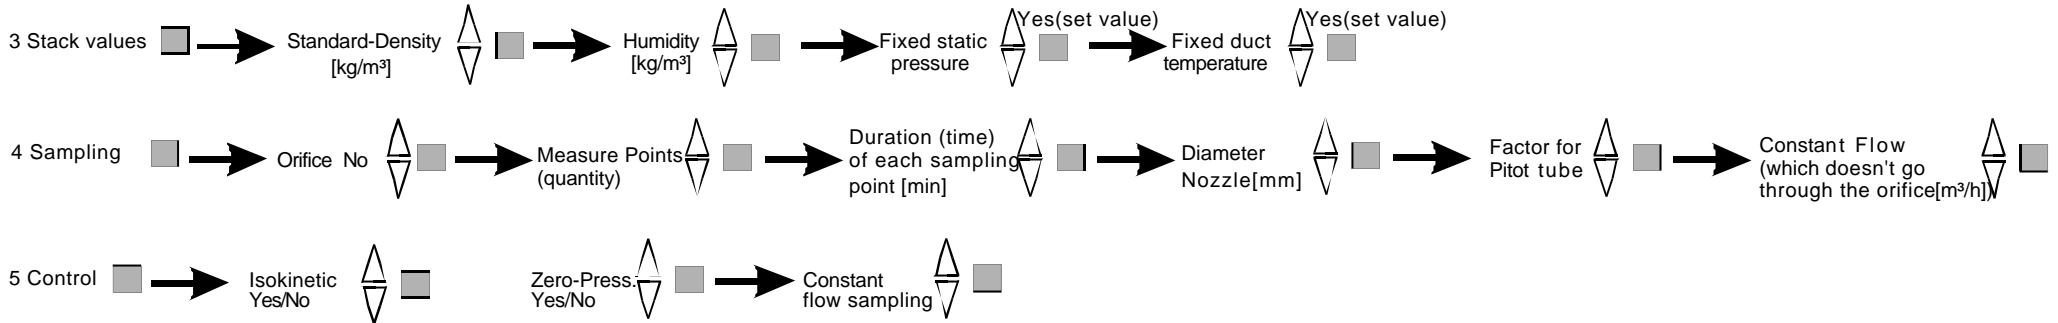 3 Stack values
Standard-Density
[kg/m³]
Humidity
[kg/m³]
Fixed static
pressure
Yes(set value)
Fixed duct
temperature
Yes(set value)
4 Sampling
Orifice No
Measure Points
(quantity)
Duration (time)
of each sampling
point [min]
Diameter
Nozzle[mm]
Factor for
Pitot tube
Constant Flow
(which doesn't go
through the orifice[m³/h])
5 Control
Isokinetic
Yes/No
Zero-Press.
Yes/No
Constant
flow sampling